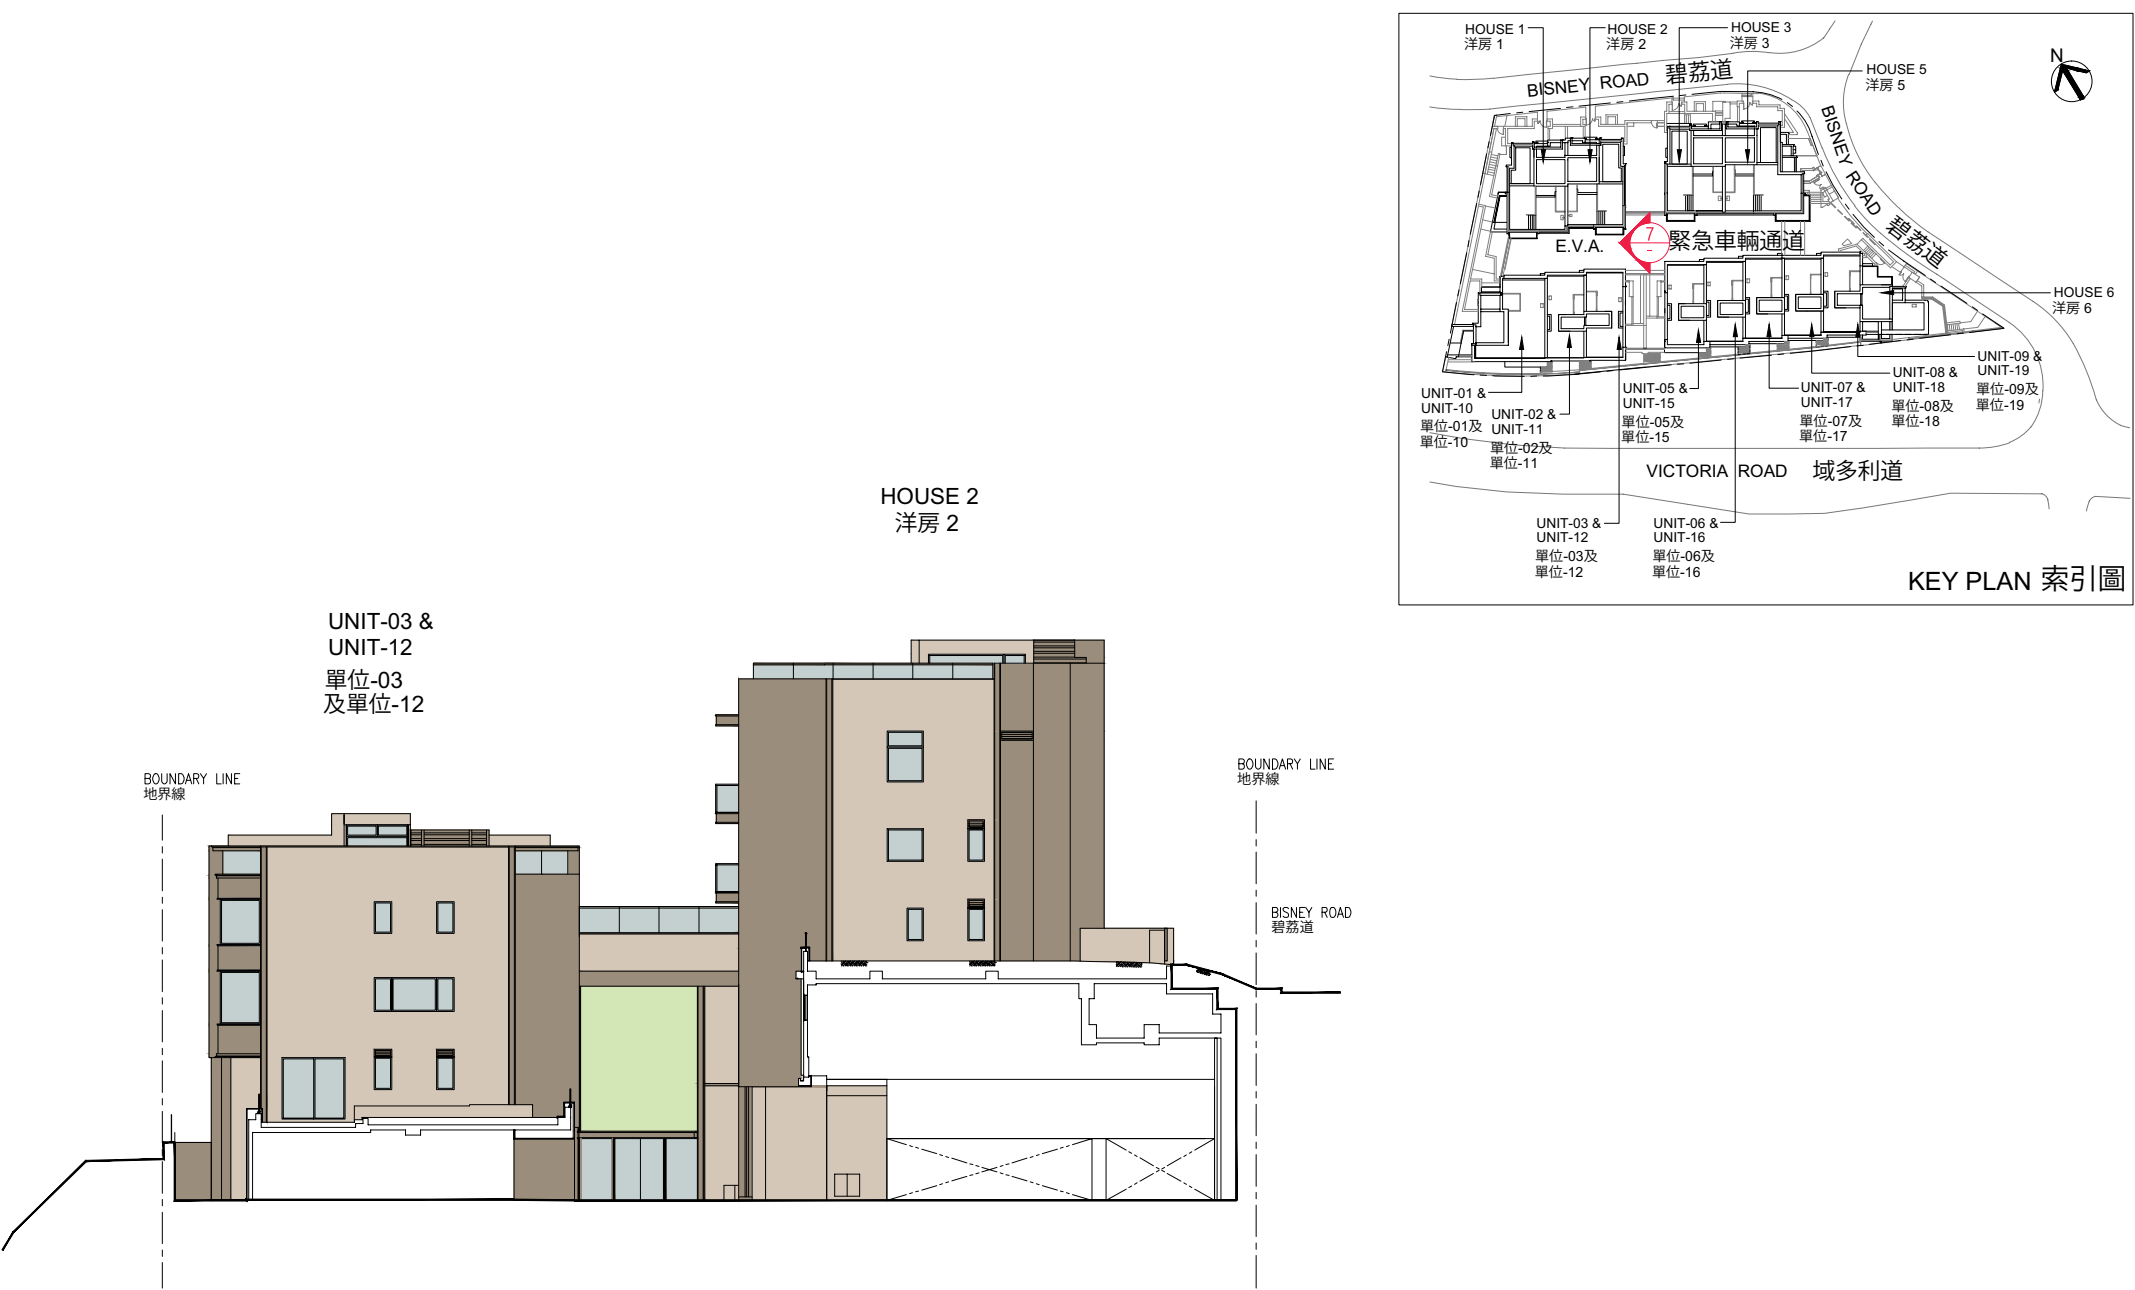 HOUSE 1
洋房 1
HOUSE 2
洋房 2
HOUSE 3
洋房 3
HOUSE 5
洋房 5
N
BISNEY ROAD 碧荔道
BISNEY ROAD 碧荔道
E.V.A.
7
-
緊急車輛通道
HOUSE 6
洋房 6
UNIT-01 &
UNIT-10
單位-01及
單位-10
UNIT-02 &
UNIT-11
單位-02及
單位-11
UNIT-05 &
UNIT-15
單位-05及
單位-15
UNIT-07 &
UNIT-17
單位-07及
單位-17
UNIT-08 &
UNIT-18
單位-08及
單位-18
UNIT-09 &
UNIT-19
單位-09及
單位-19
VICTORIA ROAD 域多利道
UNIT-03 &
UNIT-12
單位-03及
單位-12
UNIT-06 &
UNIT-16
單位-06及
單位-16
KEY PLAN 索引圖
HOUSE 2
洋房 2
UNIT-03 &
UNIT-12
單位-03
及單位-12
BOUNDARY LINE
地界線
BOUNDARY LINE
地界線
BISNEY ROAD
碧荔道